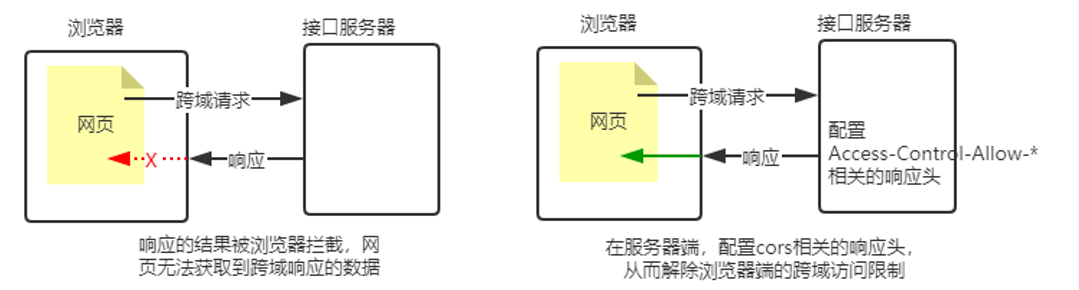 浏览器
接口服务器
网页
跨域请求
X
响应
响应的结果被浏览器拦截，网
页无法获取到跨域响应的数据
浏览器
接口服务器
网页
跨域请求
响应
配置
Access-Control-Allow-*
相关的响应头
在服务器端，配置cors相关的响应头，
从而解除浏览器端的跨域访问限制